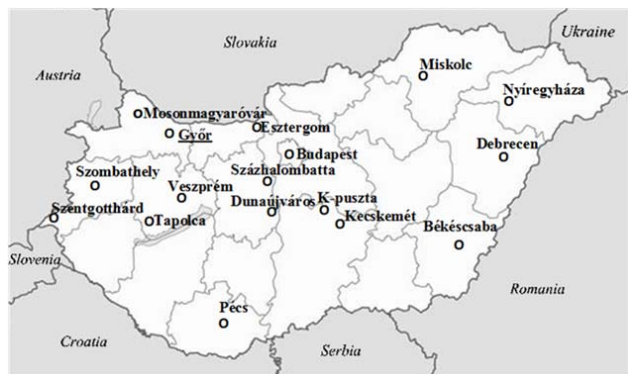 Ukraine
Slovakia
Miskolc
Austria
Nyíregyháza
Mosonmagyaróvár
Esztergom
Győr
Budapest
Debrecen
Szombathely
Százhalombatta
Veszprém
Dunaújváros
K-puszta
Szentgotthárd
Tapolca
Kecskemét
Békéscsaba
Slovenia
Romania
Pécs
Croatia
Serbia